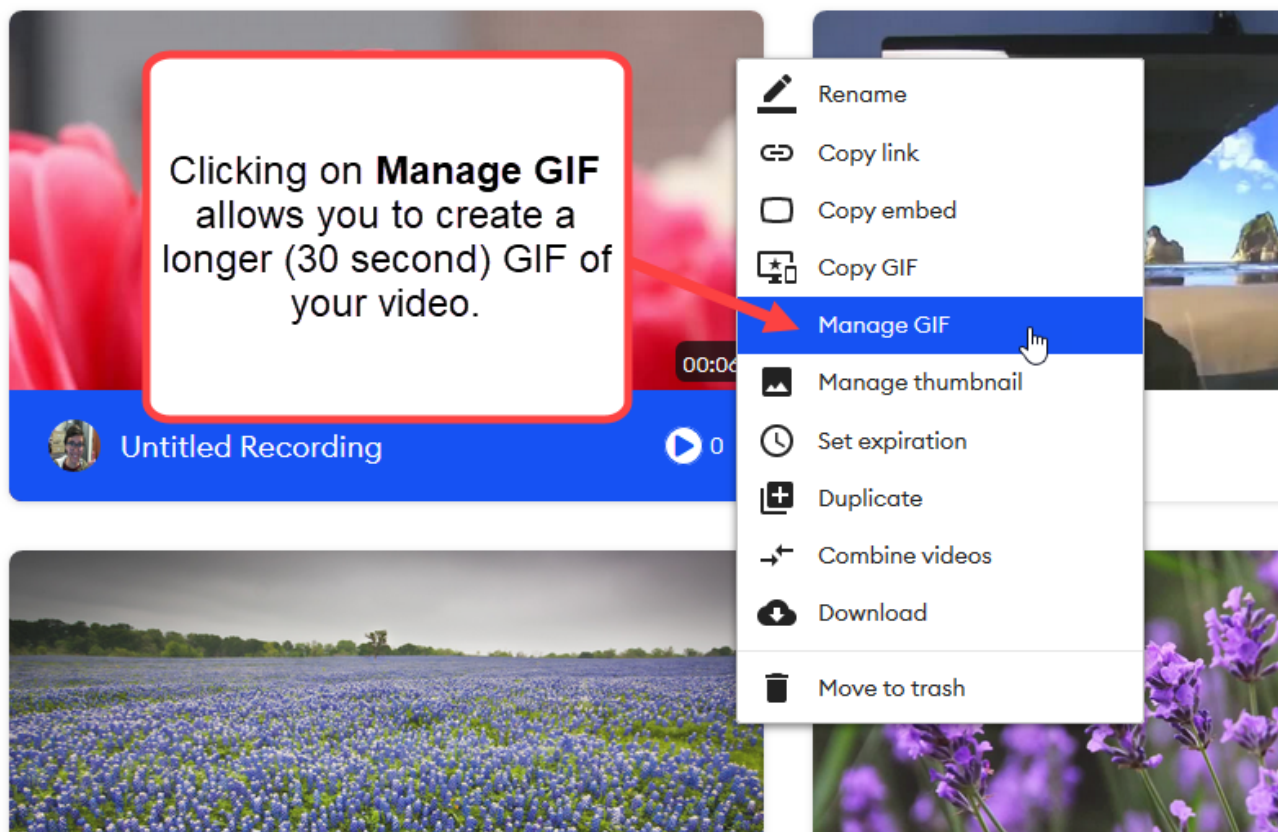 Clicking on Manage GIF
allows you to create a
longer (30 second) GIF of
your video.
00:06
Untitled Recording
0
Rename
Copy link
Copy embed
Copy GIF
Manage GIF
Manage thumbnail
Set expiration
Duplicate
Combine videos
Download
Move to trash